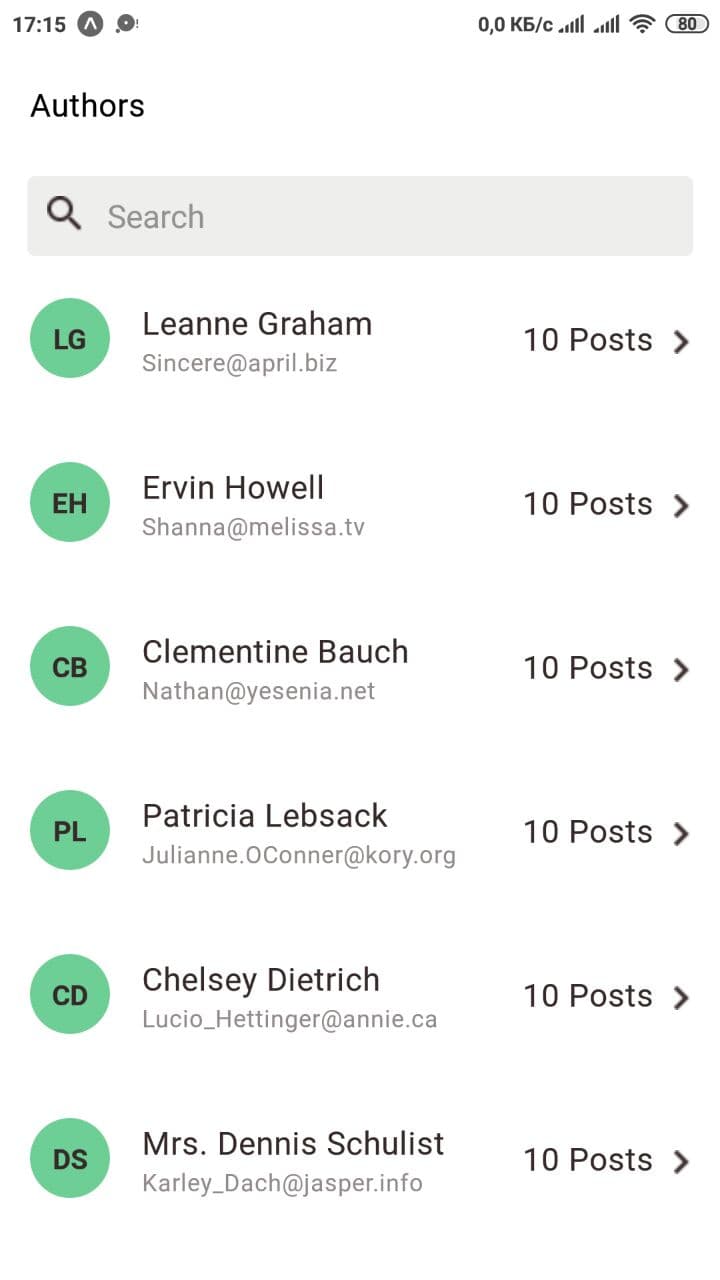 17:15 0,0 КБ/с 80
Authors
Search
LG Leanne Graham 10 Posts
Sincere@april.biz
EH Ervin Howell 10 Posts
Shanna@melissa.tv
CB Clementine Bauch 10 Posts
Nathan@yesenia.net
PL Patricia Lebsack 10 Posts
Julianne.OConner@kory.org
CD Chelsey Dietrich 10 Posts
Lucio_Hettinger@annie.ca
DS Mrs. Dennis Schulist 10 Posts
Karley_Dach@jasper.info